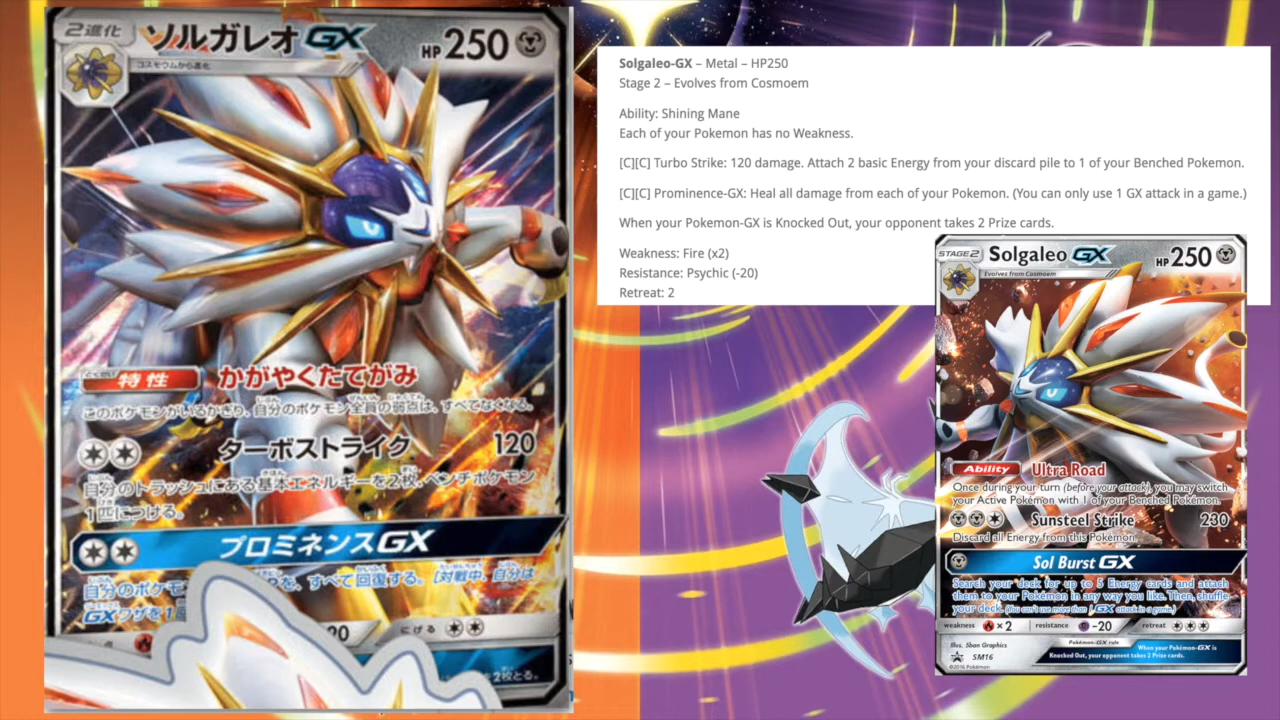 2進化
ソルガレオGX
HP250
コスモウムから進化
特性 かがやくたてがみ
このポケモンがいるかぎり、自分のポケモン全員の弱点は、すべてなくなる。
ターボストライク 120
自分のトラッシュにある基本エネルギーを2枚、ベンチポケモン
1匹につける。
プロミネンスGX
自分のポケモ
を、すべて回復する。[対戦中、自分は
GXワザを1
20 にげる
2枚とる。]
Solgaleo-GX – Metal – HP250
Stage 2 – Evolves from Cosmoem
Ability: Shining Mane
Each of your Pokemon has no Weakness.
[C][C] Turbo Strike: 120 damage. Attach 2 basic Energy from your discard pile to 1 of your Benched Pokemon.
[C][C] Prominence-GX: Heal all damage from each of your Pokemon. (You can only use 1 GX attack in a game.)
When your Pokemon-GX is Knocked Out, your opponent takes 2 Prize cards.
Weakness: Fire (x2)
Resistance: Psychic (-20)
Retreat: 2
STAGE2 Solgaleo GX HP250
Evolves from Cosmoem
Ability Ultra Road
Once during your turn (before your attack), you may switch
your Active Pokémon with 1 of your Benched Pokémon.
Sunsteel Strike 230
Discard all Energy from this Pokémon.
Sol Burst GX
Search your deck for up to 5 Energy cards and attach
them to your Pokémon in any way you like. Then, shuffle
your deck. (You can't use more than 1 GX attack in a game.)
weakness ×2 resistance -20 retreat
Illus. 5ban Graphics
SM16
©2016 Pokémon
Pokémon-GX rule
When your Pokémon-GX is
Knocked Out, your opponent takes 2 Prize cards.